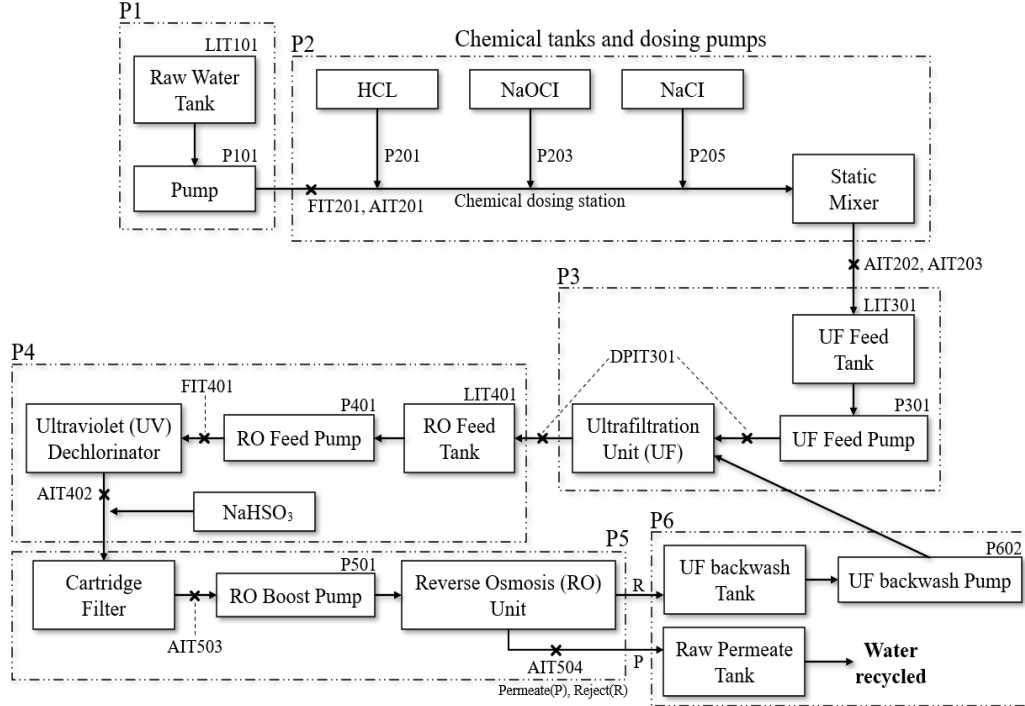 P1
LIT101
Raw Water
Tank
P101
Pump
P2
Chemical tanks and dosing pumps
HCL
NaOCI
NaCI
P201
P203
P205
FIT201, AIT201
Chemical dosing station
Static
Mixer
AIT202, AIT203
P3
LIT301
UF Feed
Tank
DPIT301
P301
UF Feed Pump
Ultrafiltration
Unit (UF)
P4
FIT401
LIT401
P401
RO Feed
Tank
RO Feed Pump
Ultraviolet (UV)
Dechlorinator
AIT402
NaHSO₃
P5
Cartridge
Filter
AIT503
P501
RO Boost Pump
Reverse Osmosis (RO)
Unit
R
P
AIT504
Permeate(P), Reject(R)
P6
P602
UF backwash
Tank
UF backwash Pump
Raw Permeate
Tank
Water
recycled